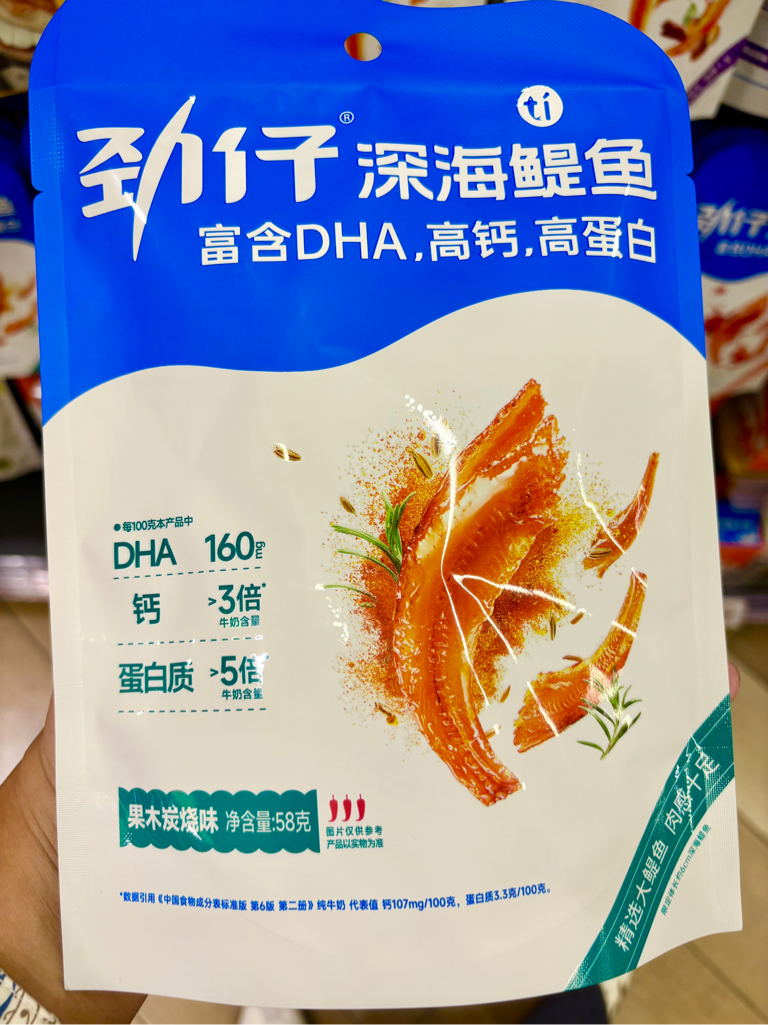 劲仔®
tí
深海鳀鱼
富含DHA,高钙,高蛋白
●每100克本产品中
DHA 160mg
钙 >3倍*
牛奶含量
蛋白质 >5倍*
牛奶含量
果木炭烧味 净含量:58克
图片仅供参考
产品以实物为准
精选大鳀鱼 肉感十足
*数据引用《中国食物成分表标准版 第6版 第二册》纯牛奶 代表值 钙107mg/100克，蛋白质3.3克/100克。
劲仔